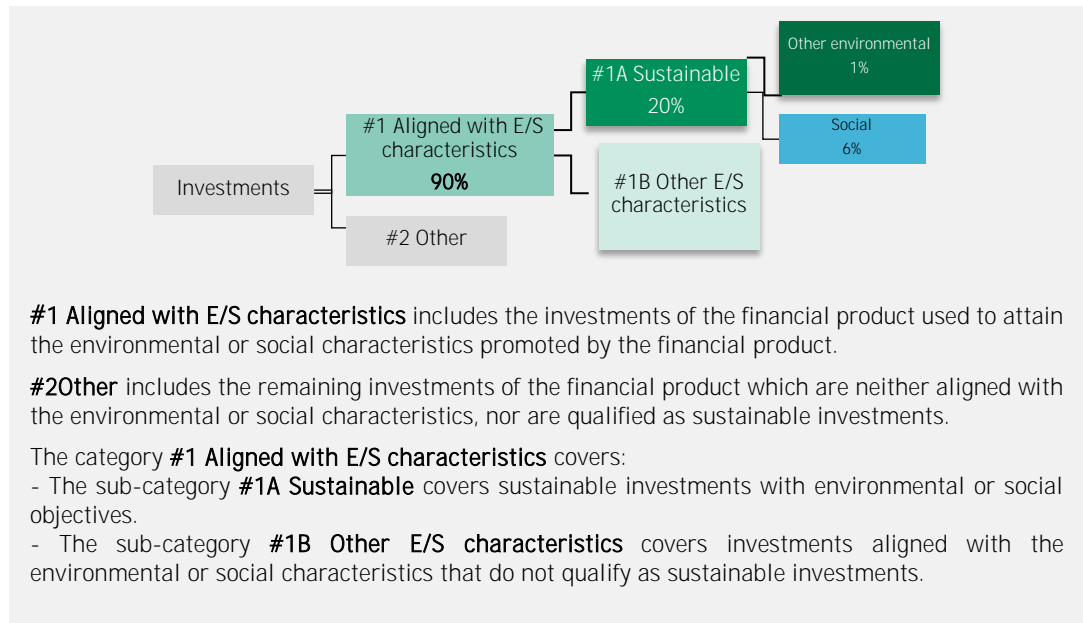 Other environmental
1%
#1A Sustainable
20%
Social
6%
#1 Aligned with E/S
characteristics
90%
#1B Other E/S
characteristics
Investments
#2 Other
#1 Aligned with E/S characteristics includes the investments of the financial product used to attain
the environmental or social characteristics promoted by the financial product.
#2Other includes the remaining investments of the financial product which are neither aligned with
the environmental or social characteristics, nor are qualified as sustainable investments.
The category #1 Aligned with E/S characteristics covers:
- The sub-category #1A Sustainable covers sustainable investments with environmental or social
objectives.
- The sub-category #1B Other E/S characteristics covers investments aligned with the
environmental or social characteristics that do not qualify as sustainable investments.